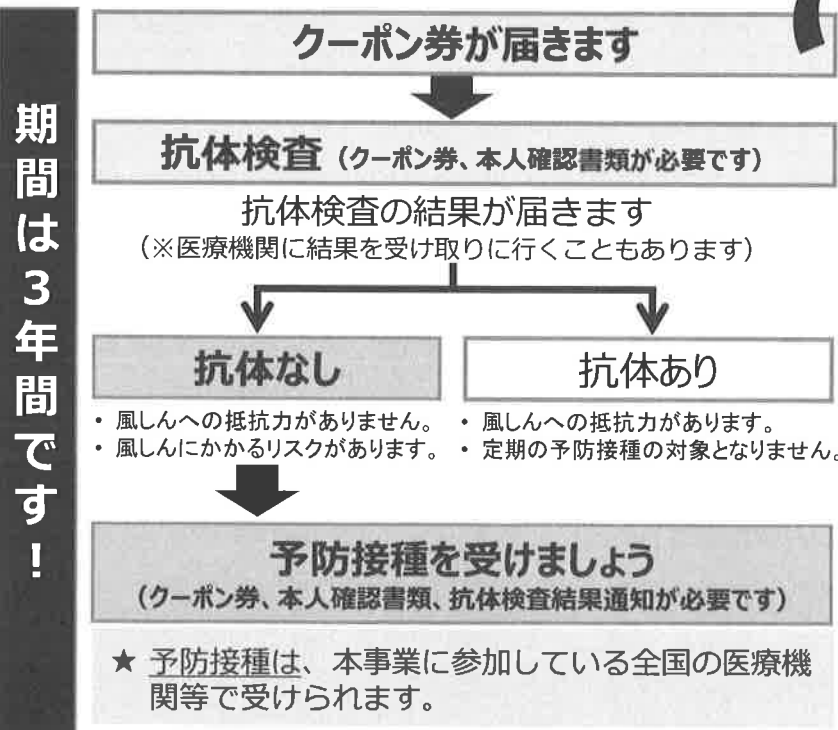 期間は３年間です！
クーポン券が届きます
抗体検査（クーポン券、本人確認書類が必要です）
抗体検査の結果が届きます
（※医療機関に結果を受け取りに行くこともあります）
抗体なし
・風しんへの抵抗力がありません。
・風しんにかかるリスクがあります。
抗体あり
・風しんへの抵抗力があります。
・定期の予防接種の対象となりません。
予防接種を受けましょう
（クーポン券、本人確認書類、抗体検査結果通知が必要です）
★ 予防接種は、本事業に参加している全国の医療機
関等で受けられます。